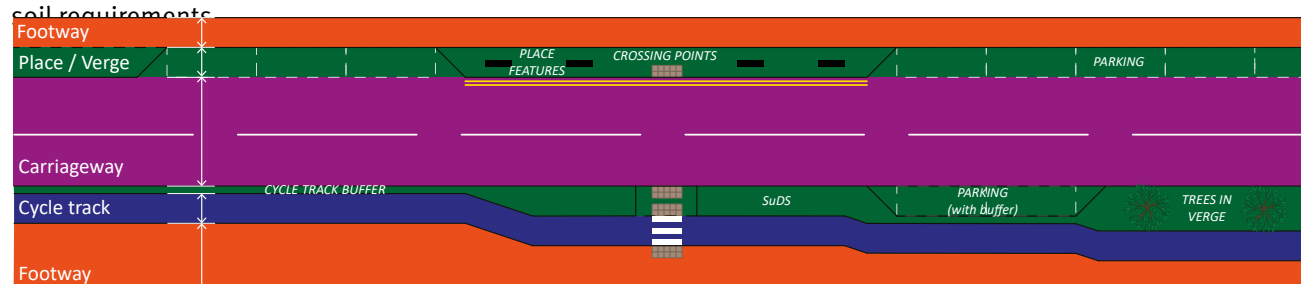 soil requirements
Footway
Place / Verge
PLACE
FEATURES
CROSSING POINTS
PARKING
Carriageway
CYCLE TRACK BUFFER
Cycle track
SuDS
PARKING
(with buffer)
TREES IN
VERGE
Footway